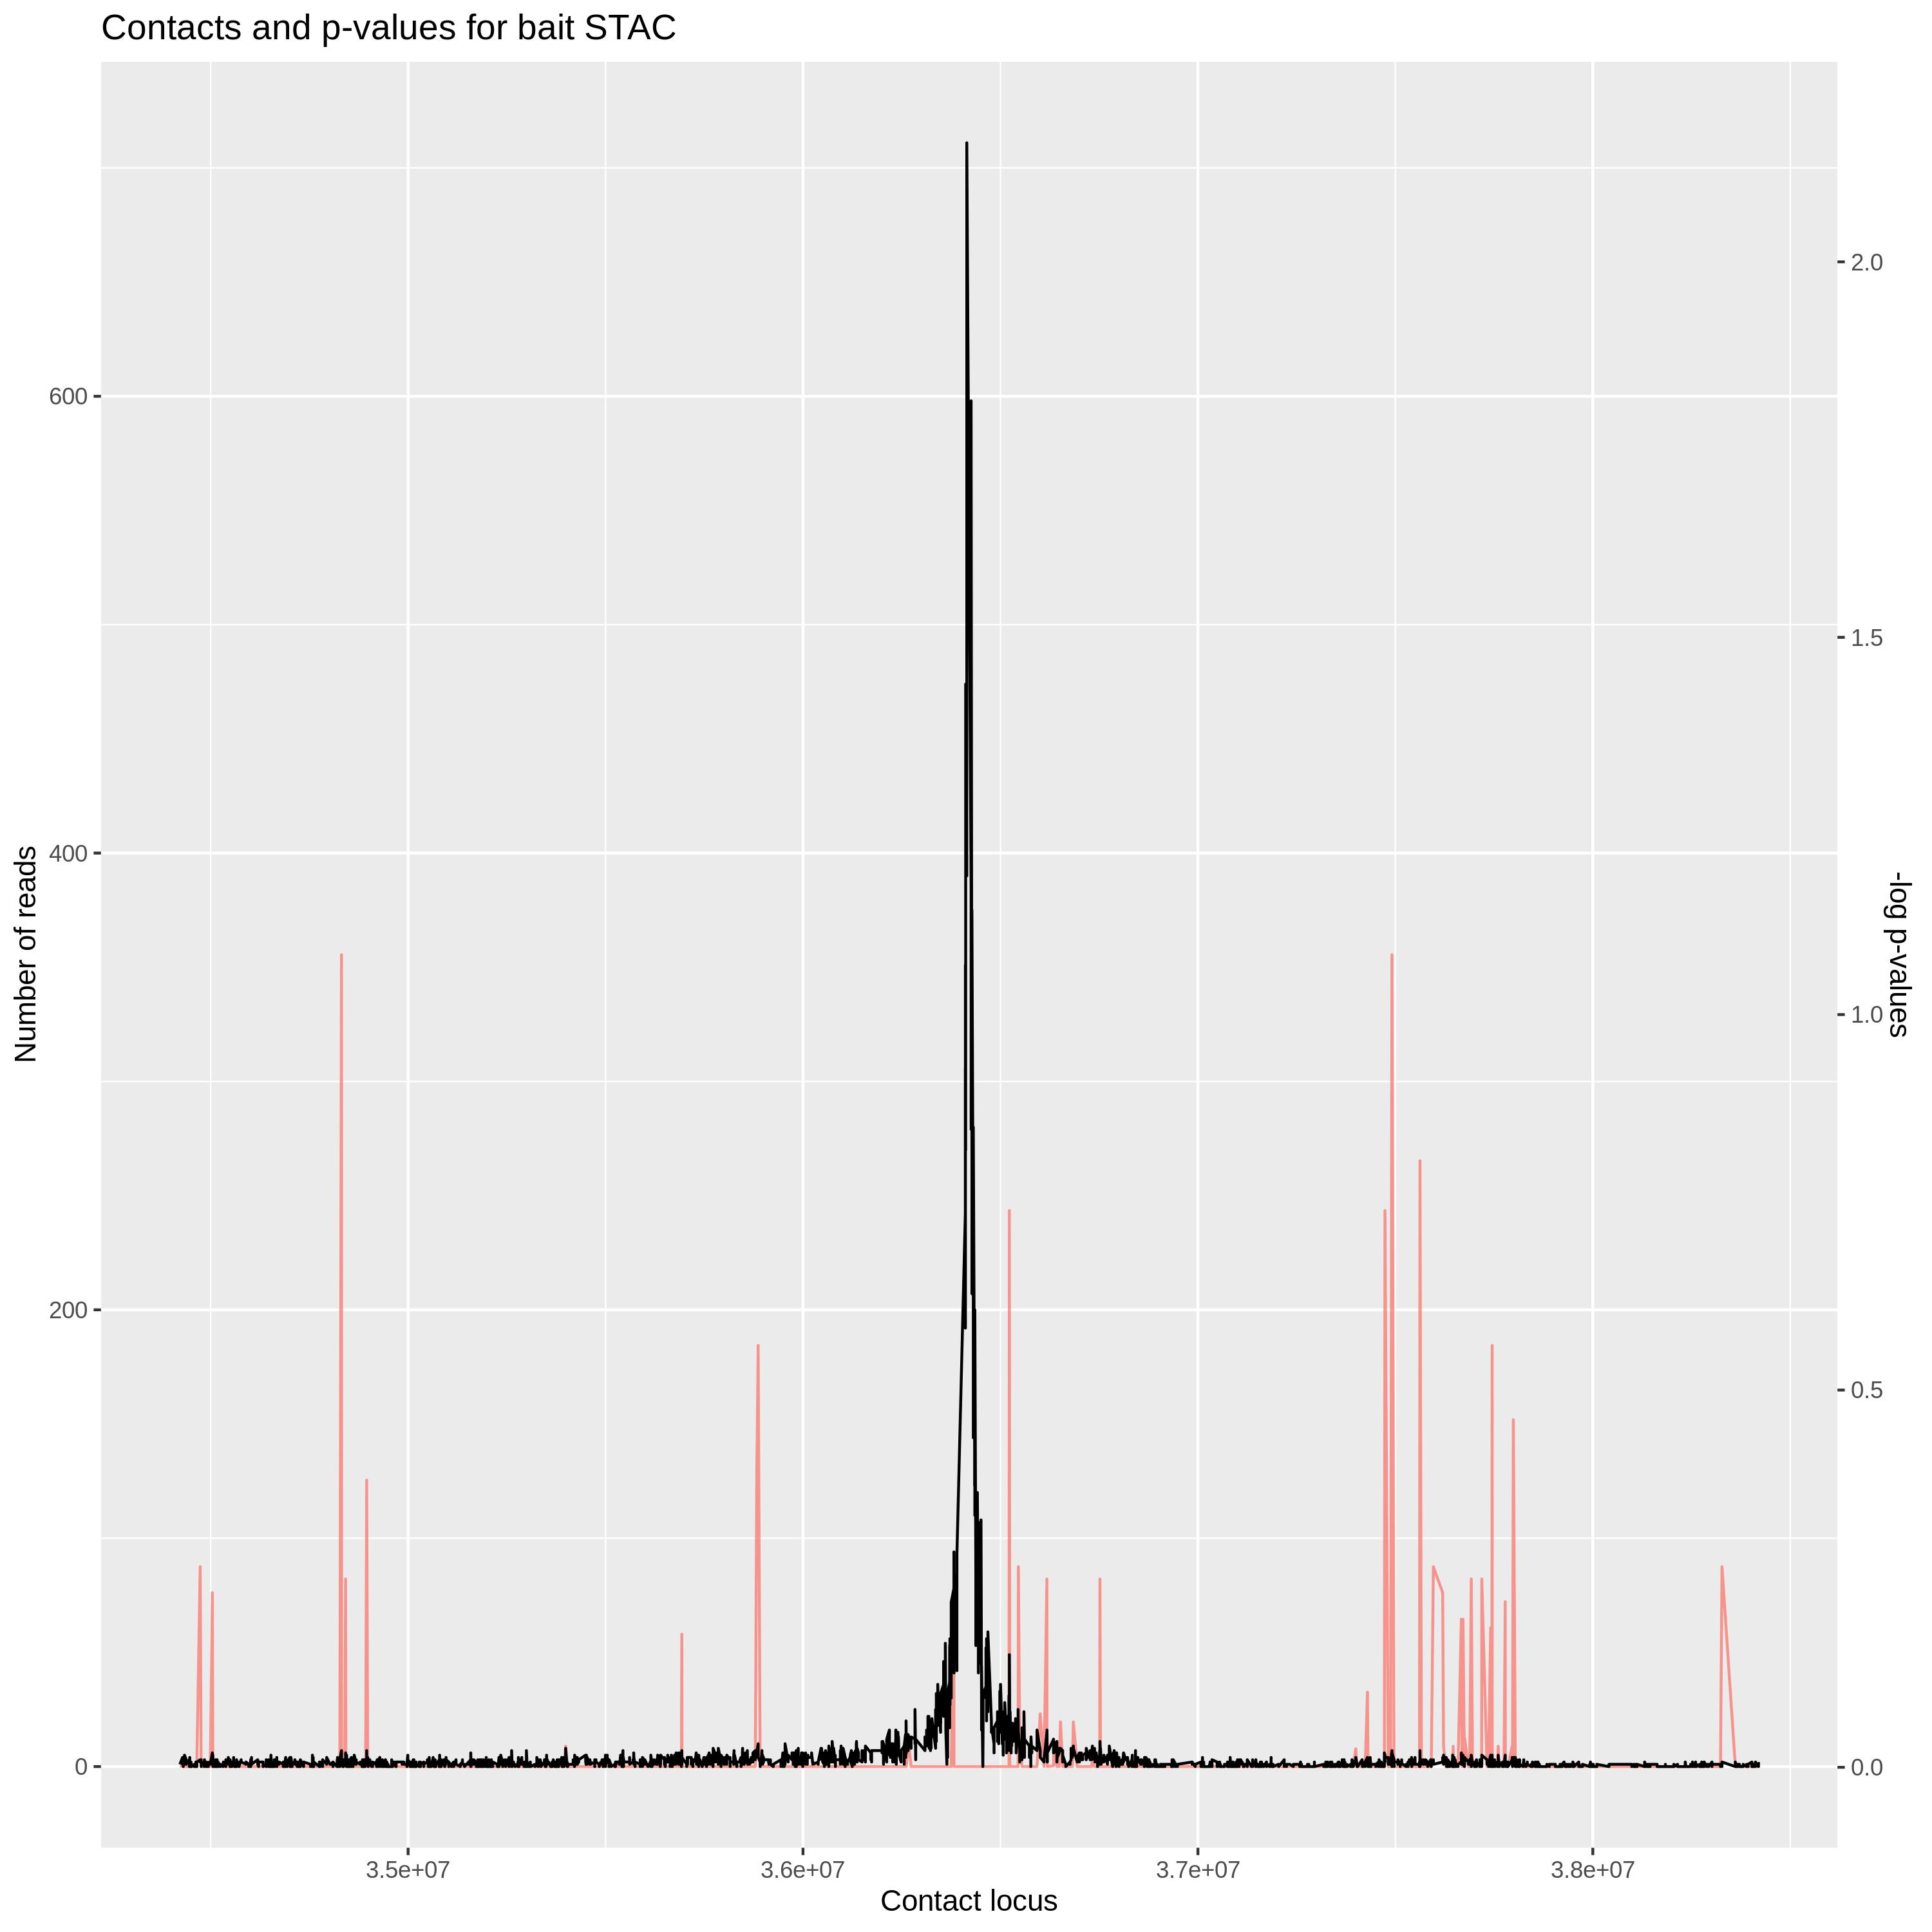 Contacts and p-values for bait STAC
Number of reads
600
400
200
0
2.0
1.5
1.0
0.5
0.0
-log p-values
3.5e+07 3.6e+07 3.7e+07 3.8e+07
Contact locus